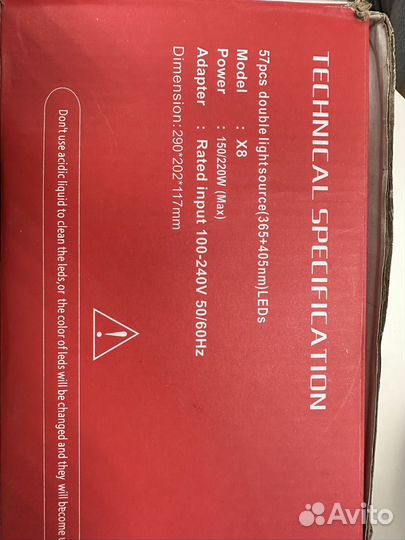 TECHNICAL SPECIFICATION
57pcs double lightsource(365+405nm)LEDs
Model : X8
Power : 150/220W (Max)
Adapter : Rated input 100-240V 50/60Hz
Dimension: 290*202*117mm
Don't use acidic liquid to clean the leds,or the color of leds will be changed and they will become
Avito